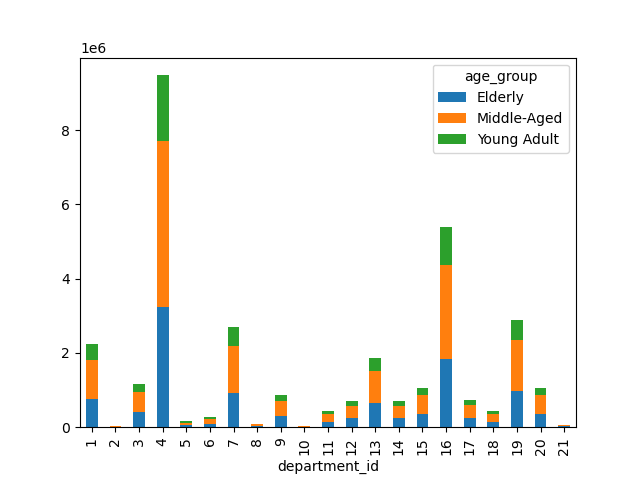 1e6
age_group
Elderly
Middle-Aged
Young Adult
8
6
4
2
0
1 2 3 4 5 6 7 8 9 10 11 12 13 14 15 16 17 18 19 20 21
department_id